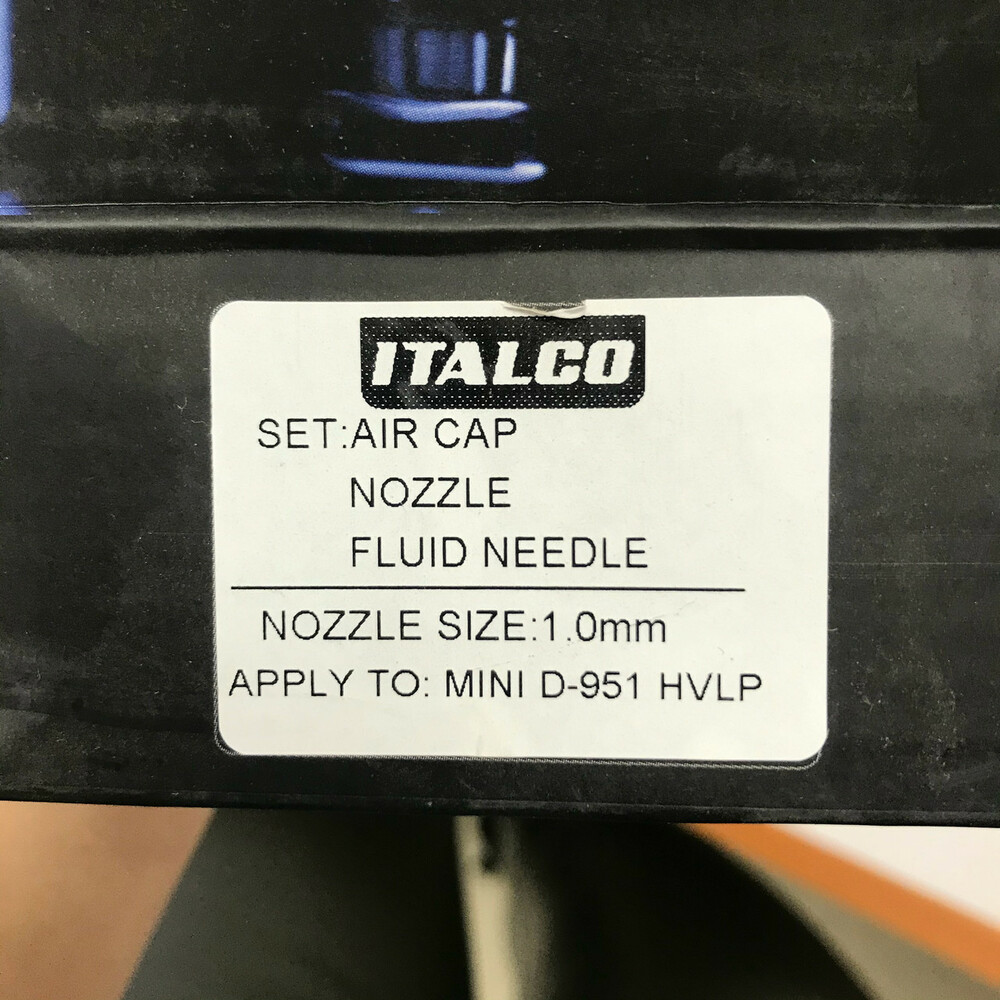 ITALCO
SET:AIR CAP
NOZZLE
FLUID NEEDLE
NOZZLE SIZE:1.0mm
APPLY TO: MINI D-951 HVLP